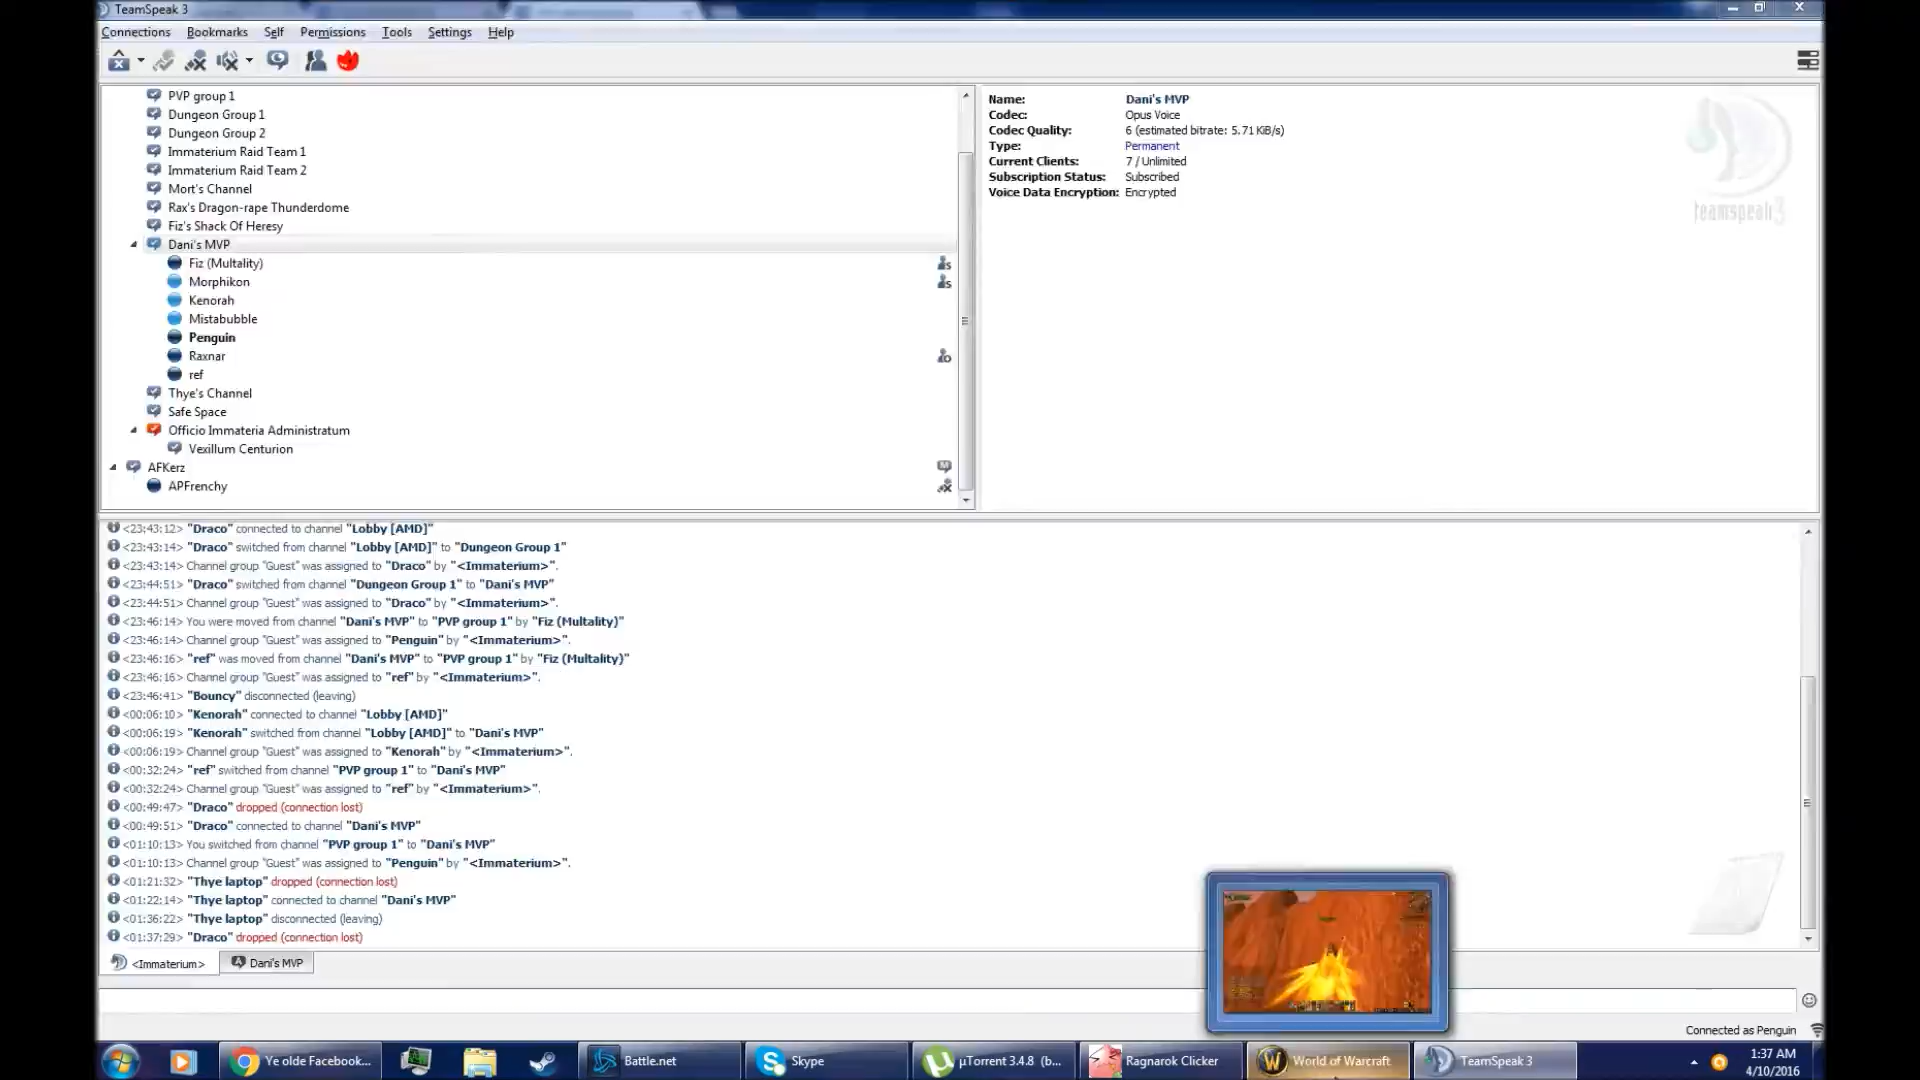 TeamSpeak 3
Connections Bookmarks Self Permissions Tools Settings Help
PVP group 1
Dungeon Group 1
Dungeon Group 2
Immaterium Raid Team 1
Immaterium Raid Team 2
Mort's Channel
Rax's Dragon-rape Thunderdome
Fiz's Shack Of Heresy
Dani's MVP
Fiz (Multality)
Morphikon
Kenorah
Mistabubble
Penguin
Raxnar
ref
Thye's Channel
Safe Space
Officio Immateria Administratum
Vexillum Centurion
AFKerz
APFrenchy
Name: Dani's MVP
Codec: Opus Voice
Codec Quality: 6 (estimated bitrate: 5.71 KiB/s)
Type: Permanent
Current Clients: 7 / Unlimited
Subscription Status: Subscribed
Voice Data Encryption: Encrypted
teamspeak3
<23:43:12> "Draco" connected to channel "Lobby [AMD]"
<23:43:14> "Draco" switched from channel "Lobby [AMD]" to "Dungeon Group 1"
<23:43:14> Channel group "Guest" was assigned to "Draco" by "<Immaterium>".
<23:44:51> "Draco" switched from channel "Dungeon Group 1" to "Dani's MVP"
<23:44:51> Channel group "Guest" was assigned to "Draco" by "<Immaterium>".
<23:46:14> You were moved from channel "Dani's MVP" to "PVP group 1" by "Fiz (Multality)"
<23:46:14> Channel group "Guest" was assigned to "Penguin" by "<Immaterium>".
<23:46:16> "ref" was moved from channel "Dani's MVP" to "PVP group 1" by "Fiz (Multality)"
<23:46:16> Channel group "Guest" was assigned to "ref" by "<Immaterium>".
<23:46:41> "Bouncy" disconnected (leaving)
<00:06:10> "Kenorah" connected to channel "Lobby [AMD]"
<00:06:19> "Kenorah" switched from channel "Lobby [AMD]" to "Dani's MVP"
<00:06:19> Channel group "Guest" was assigned to "Kenorah" by "<Immaterium>".
<00:32:24> "ref" switched from channel "PVP group 1" to "Dani's MVP"
<00:32:24> Channel group "Guest" was assigned to "ref" by "<Immaterium>".
<00:49:47> "Draco" dropped (connection lost)
<00:49:51> "Draco" connected to channel "Dani's MVP"
<01:10:13> You switched from channel "PVP group 1" to "Dani's MVP"
<01:10:13> Channel group "Guest" was assigned to "Penguin" by "<Immaterium>".
<01:21:32> "Thye laptop" dropped (connection lost)
<01:22:14> "Thye laptop" connected to channel "Dani's MVP"
<01:36:22> "Thye laptop" disconnected (leaving)
<01:37:29> "Draco" dropped (connection lost)
<Immaterium> Dani's MVP
Connected as Penguin
Ye olde Facebook... Battle.net Skype µTorrent 3.4.8 (b... Ragnarok Clicker World of Warcraft TeamSpeak 3 1:37 AM
4/10/2016